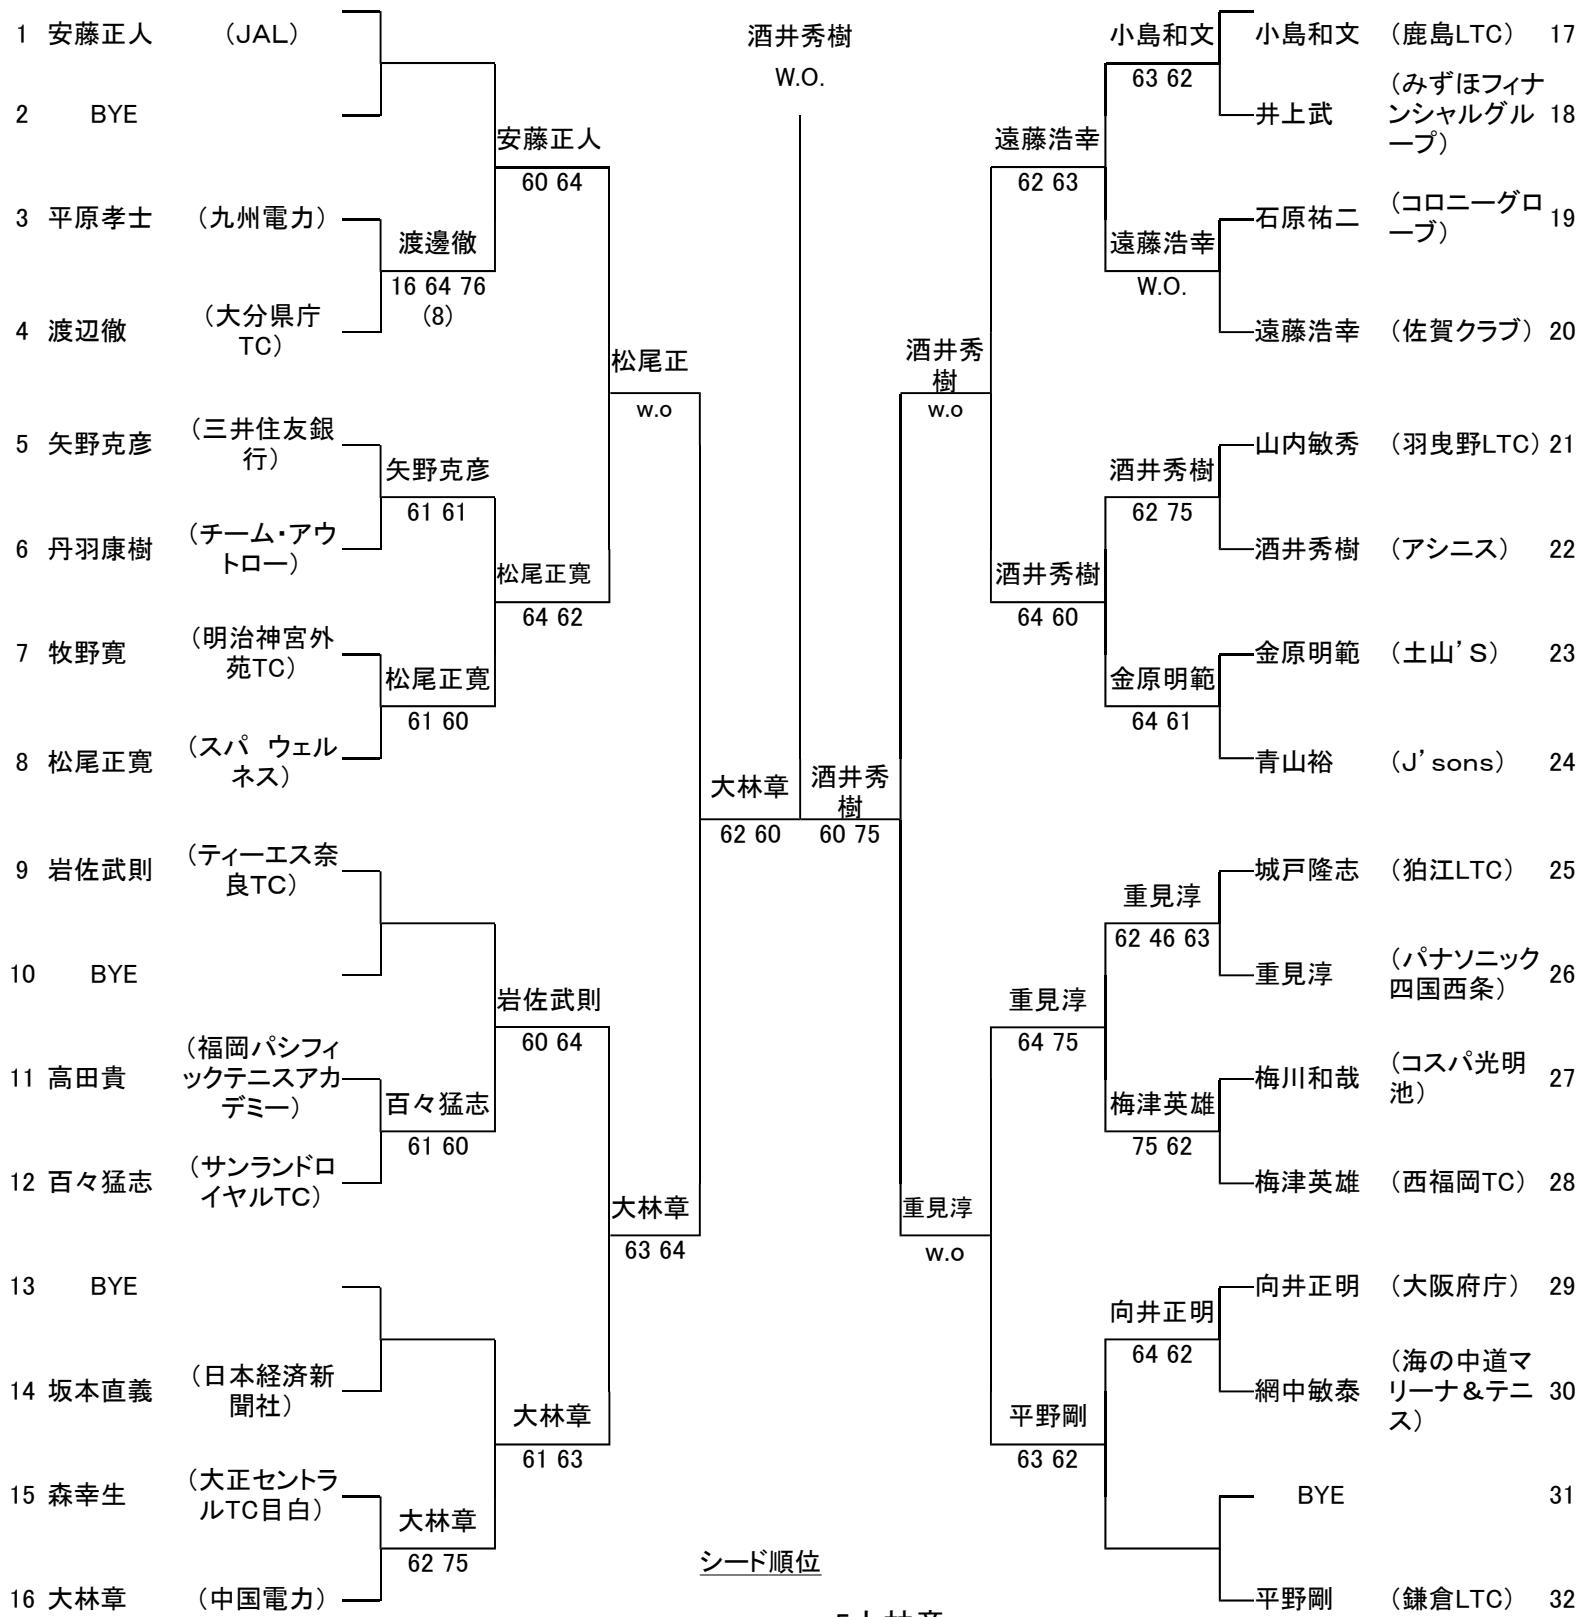 酒井秀樹
W.O.
1 安藤正人 （JAL）
2 BYE
安藤正人
60 64
3 平原孝士 （九州電力）
渡邊徹
16 64 76
(8)
4 渡辺徹 （大分県庁
TC）
松尾正
w.o
5 矢野克彦 （三井住友銀
行）
矢野克彦
61 61
6 丹羽康樹 （チーム・アウ
トロー）
松尾正寛
64 62
7 牧野寛 （明治神宮外
苑TC）
松尾正寛
61 60
8 松尾正寛 （スパ　ウェル
ネス）
大林章
62 60
9 岩佐武則 （ティーエス奈
良TC）
10 BYE
岩佐武則
60 64
11 高田貴 （福岡パシフィ
ックテニスアカ
デミー）
百々猛志
61 60
12 百々猛志 （サンランドロ
イヤルTC）
大林章
63 64
13 BYE
14 坂本直義 （日本経済新
聞社）
大林章
61 63
15 森幸生 （大正セントラ
ルTC目白）
大林章
62 75
16 大林章 （中国電力）
小島和文
63 62
小島和文 （鹿島LTC） 17
井上武 （みずほフィナ
ンシャルグル
ープ） 18
遠藤浩幸
62 63
石原祐二 （コロニーグロ
ーブ） 19
遠藤浩幸
W.O.
遠藤浩幸 （佐賀クラブ） 20
酒井秀
樹
w.o
山内敏秀 （羽曳野LTC） 21
酒井秀樹
62 75
酒井秀樹 （アシニス） 22
酒井秀樹
64 60
金原明範 （土山’S） 23
金原明範
64 61
青山裕 （J’sons） 24
酒井秀
樹
60 75
城戸隆志 （狛江LTC） 25
重見淳
62 46 63
重見淳 （パナソニック
四国西条） 26
重見淳
64 75
梅川和哉 （コスパ光明
池） 27
梅津英雄
75 62
梅津英雄 （西福岡TC） 28
重見淳
w.o
向井正明 （大阪府庁） 29
向井正明
64 62
網中敏泰 （海の中道マ
リーナ＆テニ
ス） 30
平野剛
63 62
BYE 31
平野剛 （鎌倉LTC） 32
シード順位